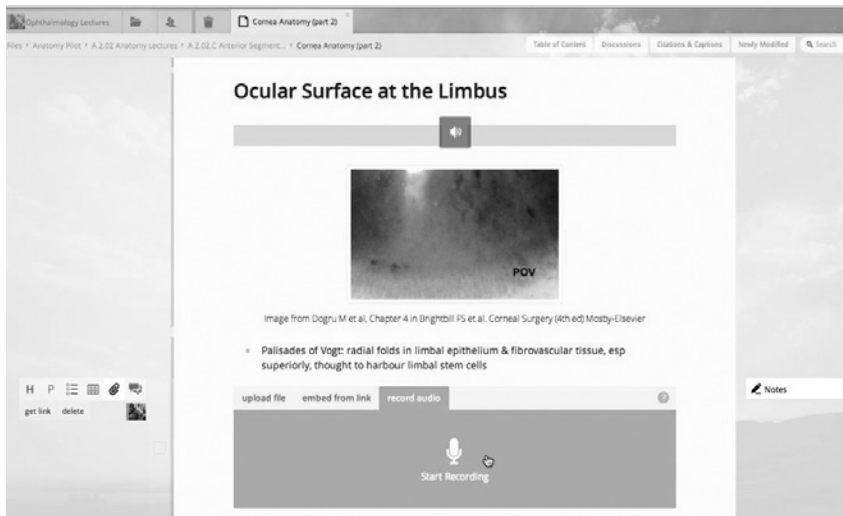 Ophthalmology Lectures
Cornea Anatomy (part 2)
Files • Anatomy Pilot • A.2.02 Anatomy Lectures • A.2.02.C Anterior Segment... • Cornea Anatomy (part 2)
Table of Content Discussions Citations & Captions Newly Modified Search
Ocular Surface at the Limbus
POV
Image from Dogru M et al, Chapter 4 in Brightbill FS et al. Corneal Surgery (4th ed) Mosby-Elsevier
Palisades of Vogt: radial folds in limbal epithelium & fibrovascular tissue, esp
superiorly, thought to harbour limbal stem cells
H P
Notes
get link delete
upload file embed from link record audio ?
Start Recording